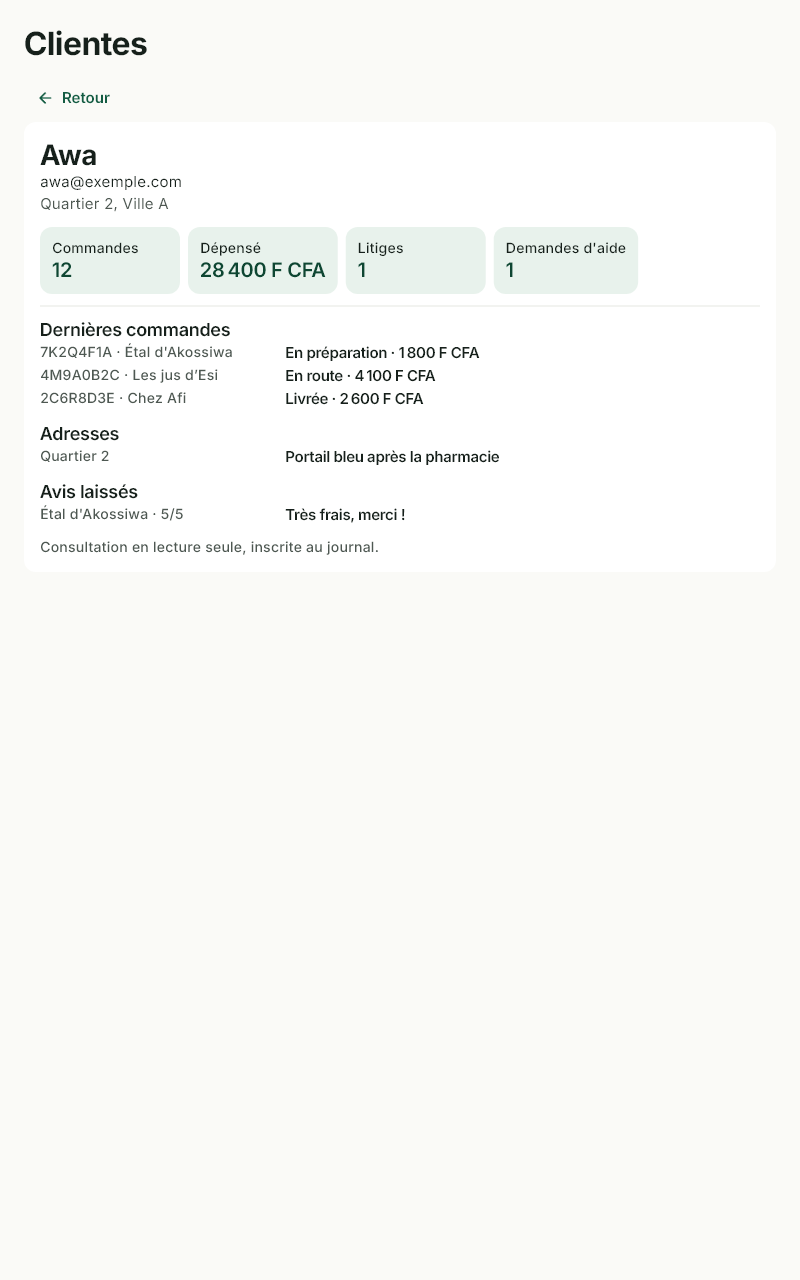 Clientes
← Retour
Awa
awa@exemple.com
Quartier 2, Ville A
Commandes
12
Dépensé
28 400 F CFA
Litiges
1
Demandes d'aide
1
Dernières commandes
7K2Q4F1A · Étal d'Akossiwa En préparation · 1 800 F CFA
4M9A0B2C · Les jus d’Esi En route · 4 100 F CFA
2C6R8D3E · Chez Afi Livrée · 2 600 F CFA
Adresses
Quartier 2 Portail bleu après la pharmacie
Avis laissés
Étal d'Akossiwa · 5/5 Très frais, merci !
Consultation en lecture seule, inscrite au journal.